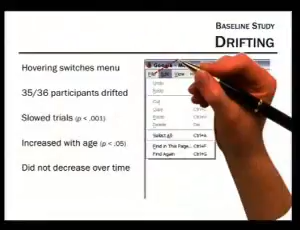 BASELINE STUDY
DRIFTING
Hovering switches menu
35/36 participants drifted
Slowed trials (p < .001)
Increased with age (p < .05)
Did not decrease over time
Google
File Edit View
Undo
Redo
Cut
Copy
Paste
Delete
Select All Ctrl+A
Find in This Page... Ctrl+F
Find Again Ctrl+G